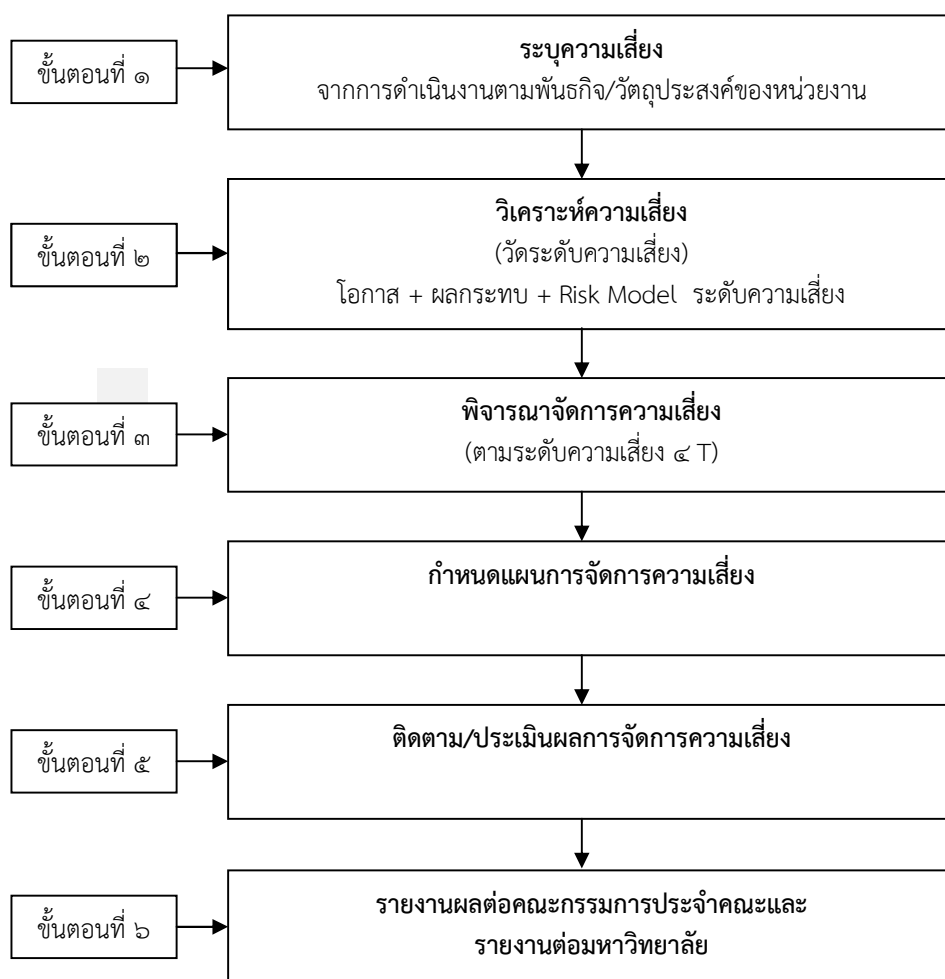 ขั้นตอนที่ ๑
ระบุความเสี่ยง
จากการดำเนินงานตามพันธกิจ/วัตถุประสงค์ของหน่วยงาน
ขั้นตอนที่ ๒
วิเคราะห์ความเสี่ยง
(วัดระดับความเสี่ยง)
โอกาส + ผลกระทบ + Risk Model ระดับความเสี่ยง
ขั้นตอนที่ ๓
พิจารณาจัดการความเสี่ยง
(ตามระดับความเสี่ยง ๔ T)
ขั้นตอนที่ ๔
กำหนดแผนการจัดการความเสี่ยง
ขั้นตอนที่ ๕
ติดตาม/ประเมินผลการจัดการความเสี่ยง
ขั้นตอนที่ ๖
รายงานผลต่อคณะกรรมการประจำคณะและ
รายงานต่อมหาวิทยาลัย